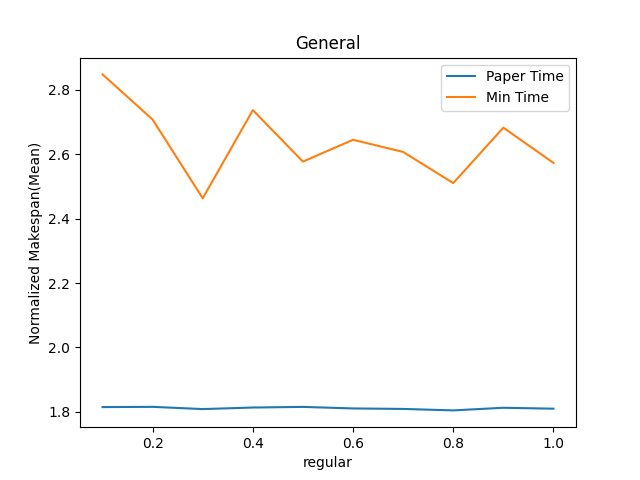 General
Paper Time
Min Time
Normalized Makespan(Mean)
2.8
2.6
2.4
2.2
2.0
1.8
0.2 0.4 0.6 0.8 1.0
regular